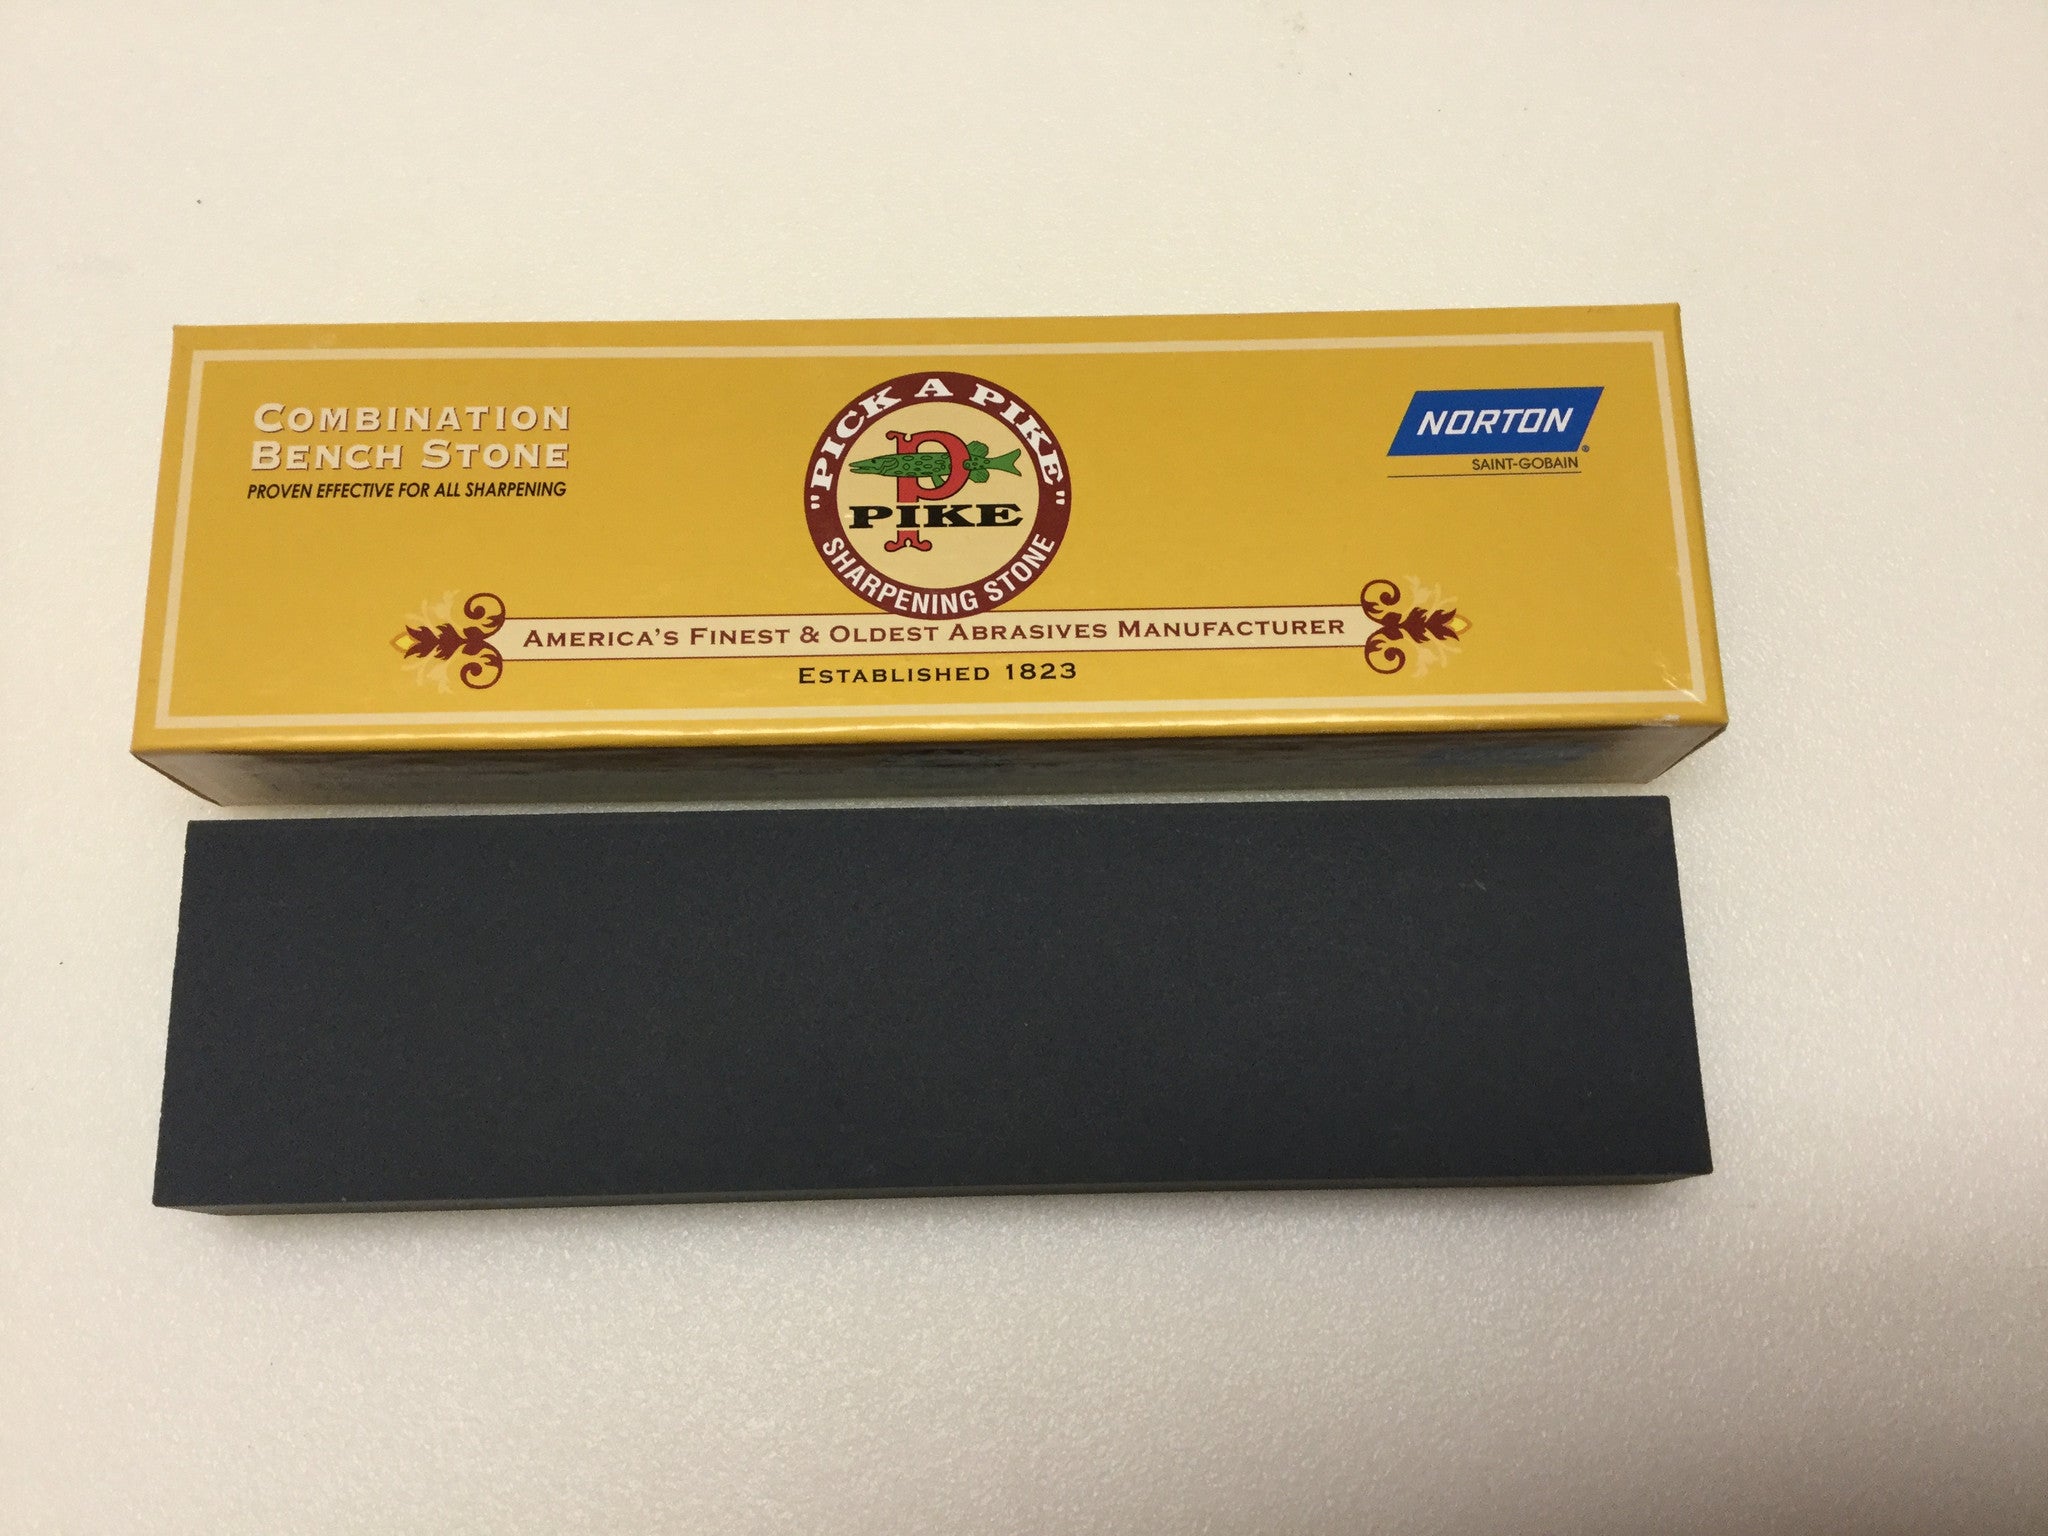 COMBINATION
BENCH STONE
PROVEN EFFECTIVE FOR ALL SHARPENING
"PICK A PIKE"
P
PIKE
SHARPENING STONE
NORTON
®
SAINT-GOBAIN
AMERICA'S FINEST & OLDEST ABRASIVES MANUFACTURER
ESTABLISHED 1823